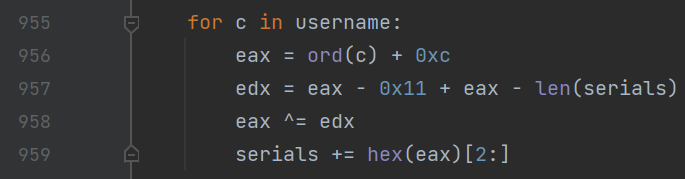 955 for c in username:
956 eax = ord(c) + 0xc
957 edx = eax - 0x11 + eax - len(serials)
958 eax ^= edx
959 serials += hex(eax)[2:]